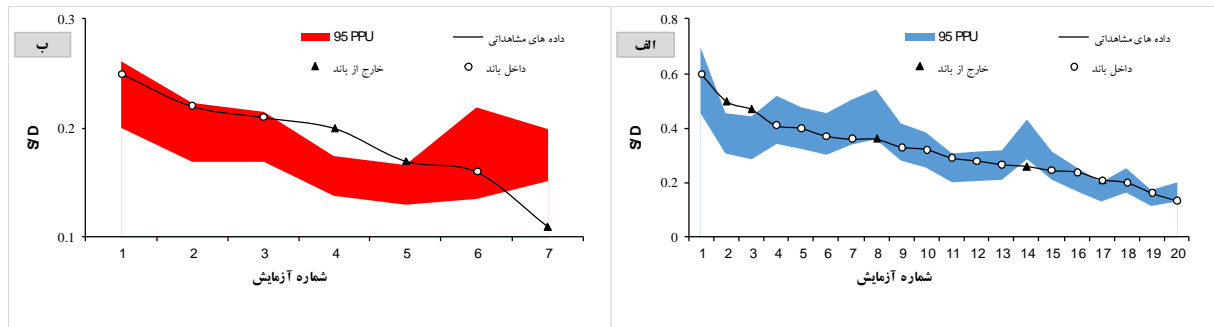 الف
95 PPU
داده های مشاهداتی
خارج از باند
داخل باند
S/D
0.8
0.6
0.4
0.2
0
1 2 3 4 5 6 7 8 9 10 11 12 13 14 15 16 17 18 19 20
شماره آزمایش
ب
95 PPU
داده های مشاهداتی
خارج از باند
داخل باند
S/D
0.3
0.2
0.1
1 2 3 4 5 6 7
شماره آزمایش